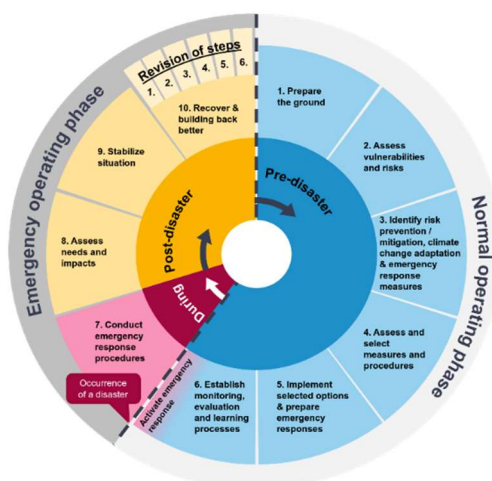 Emergency operating phase
Normal operating phase
Revision of steps
1. 2. 3. 4. 5. 6.
Pre-disaster
During
Post-disaster
1. Prepare
the ground
2. Assess
vulnerabilities
and risks
3. Identify risk
prevention /
mitigation, climate
change adaptation
& emergency
response
measures
4. Assess and
select
measures and
procedures
5. Implement
selected options
& prepare
emergency
responses
6. Establish
monitoring,
evaluation
and learning
processes
Activate emergency
response
Occurrence
of a disaster
7. Conduct
emergency
response
procedures
8. Assess
needs and
impacts
9. Stabilize
situation
10. Recover &
building back
better